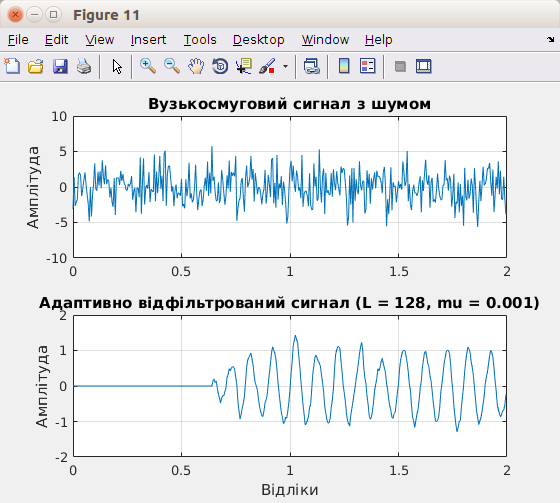 Figure 11
File Edit View Insert Tools Desktop Window Help
Вузькосмуговий сигнал з шумом
10
5
0
-5
-10
Амплітуда
0 0.5 1 1.5 2
Адаптивно відфільтрований сигнал (L = 128, mu = 0.001)
2
1
0
-1
-2
Амплітуда
0 0.5 1 1.5 2
Відліки